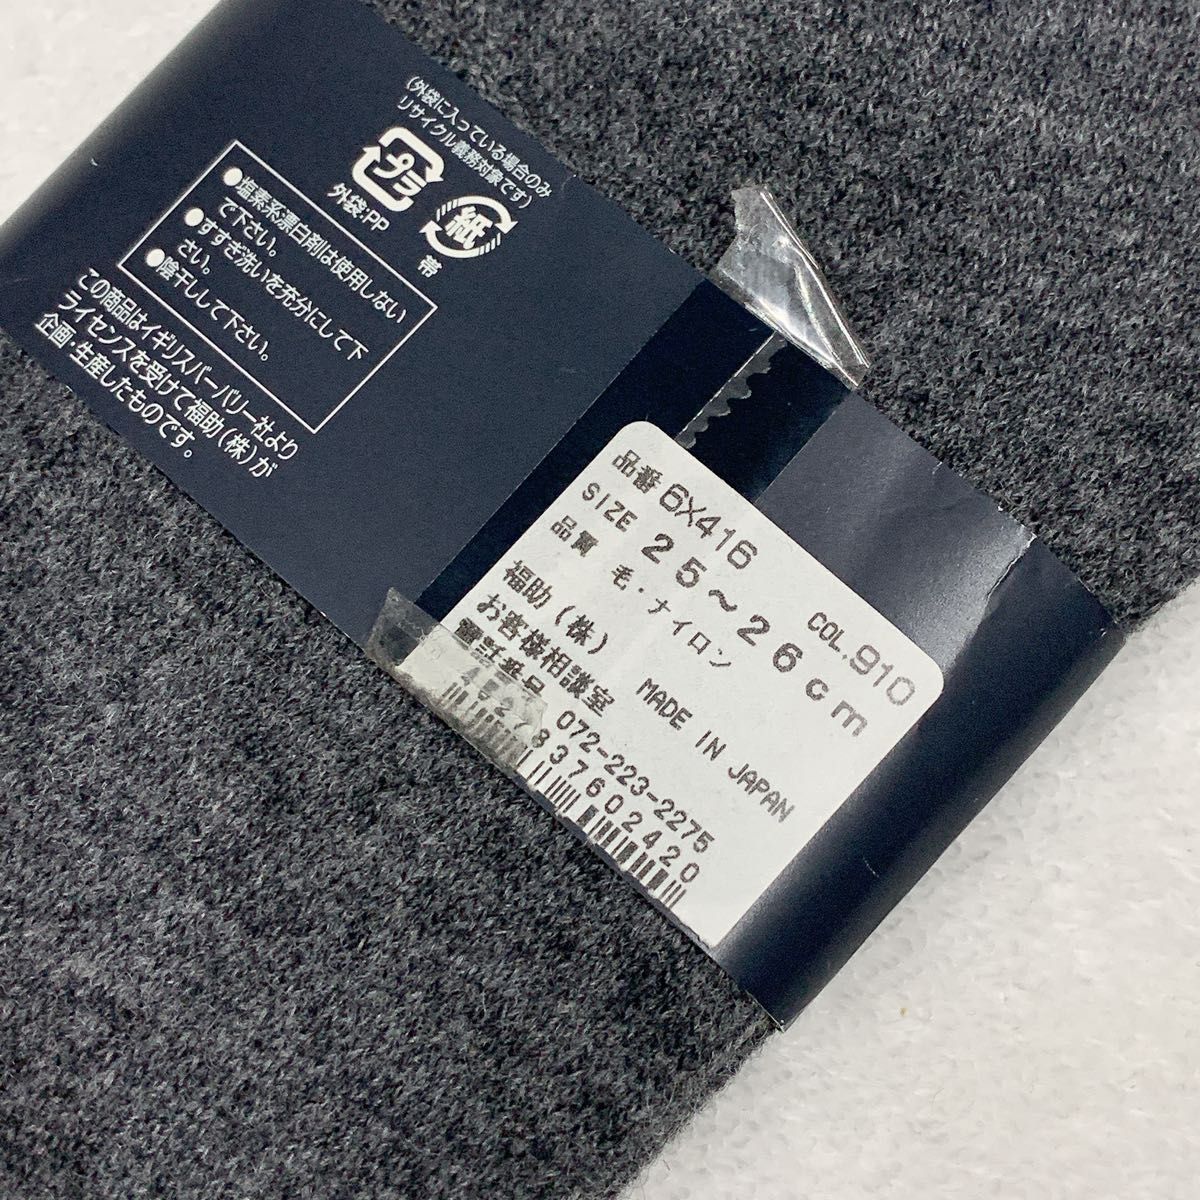 (外袋に入っている場合のみ
リサイクル義務対象です)
プラ
外袋:PP
紙
帯
●塩素系漂白剤は使用しない
で下さい。
●すすぎ洗いを充分にして下
さい。
●陰干しして下さい。
この商品はイギリスバーバリー社より
ライセンスを受けて福助(株)が
企画・生産したものです。
品番 6X416 COL.910
SIZE 25〜26cm
品質 毛・ナイロン
MADE IN JAPAN
福助(株)
お客様相談室
電話番号 072-223-2275